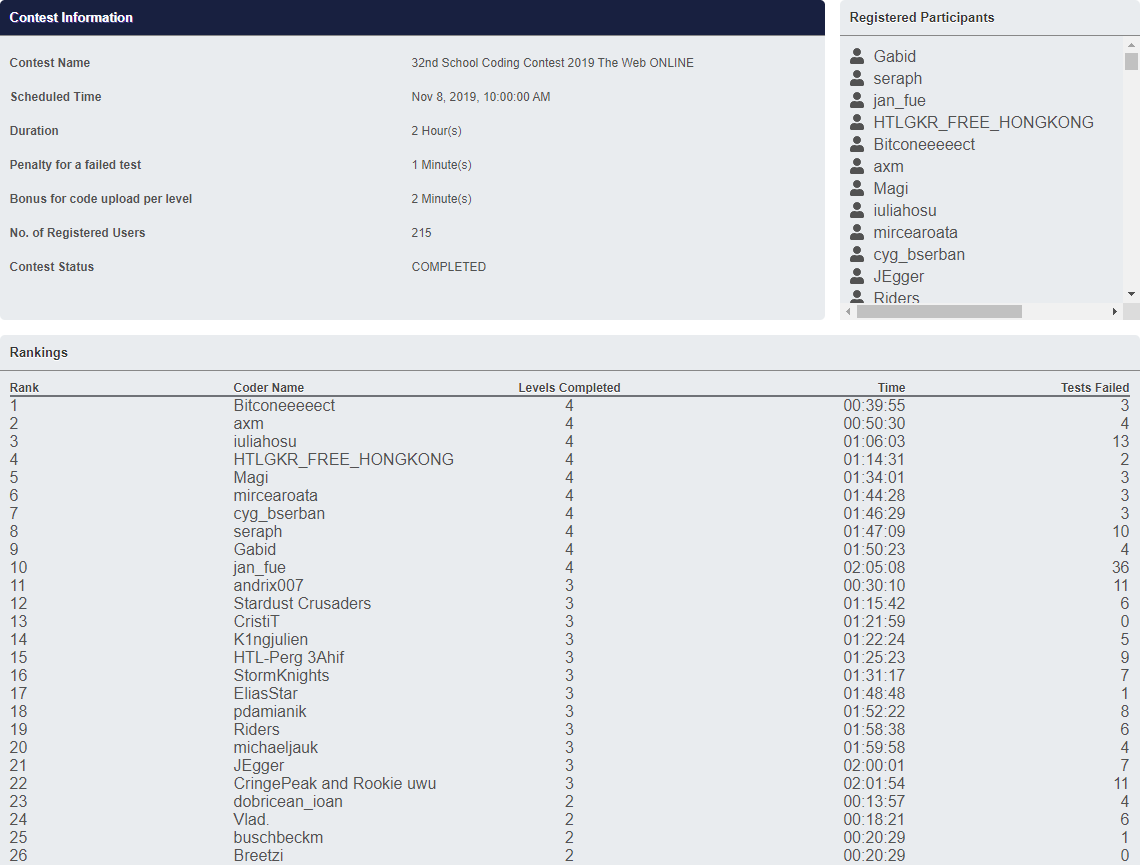 Contest Information
Contest Name 32nd School Coding Contest 2019 The Web ONLINE
Scheduled Time Nov 8, 2019, 10:00:00 AM
Duration 2 Hour(s)
Penalty for a failed test 1 Minute(s)
Bonus for code upload per level 2 Minute(s)
No. of Registered Users 215
Contest Status COMPLETED
Registered Participants
Gabid
seraph
jan_fue
HTLGKR_FREE_HONGKONG
Bitconeeeeect
axm
Magi
iuliahosu
mircearoata
cyg_bserban
JEgger
Riders
Rankings
Rank Coder Name Levels Completed Time Tests Failed
1 Bitconeeeeect 4 00:39:55 3
2 axm 4 00:50:30 4
3 iuliahosu 4 01:06:03 13
4 HTLGKR_FREE_HONGKONG 4 01:14:31 2
5 Magi 4 01:34:01 3
6 mircearoata 4 01:44:28 3
7 cyg_bserban 4 01:46:29 3
8 seraph 4 01:47:09 10
9 Gabid 4 01:50:23 4
10 jan_fue 4 02:05:08 36
11 andrix007 3 00:30:10 11
12 Stardust Crusaders 3 01:15:42 6
13 CristiT 3 01:21:59 0
14 K1ngjulien 3 01:22:24 5
15 HTL-Perg 3Ahif 3 01:25:23 9
16 StormKnights 3 01:31:17 7
17 EliasStar 3 01:48:48 1
18 pdamianik 3 01:52:22 8
19 Riders 3 01:58:38 6
20 michaeljauk 3 01:59:58 4
21 JEgger 3 02:00:01 7
22 CringePeak and Rookie uwu 3 02:01:54 11
23 dobricean_ioan 2 00:13:57 4
24 Vlad. 2 00:18:21 6
25 buschbeckm 2 00:20:29 1
26 Breetzi 2 00:20:29 0